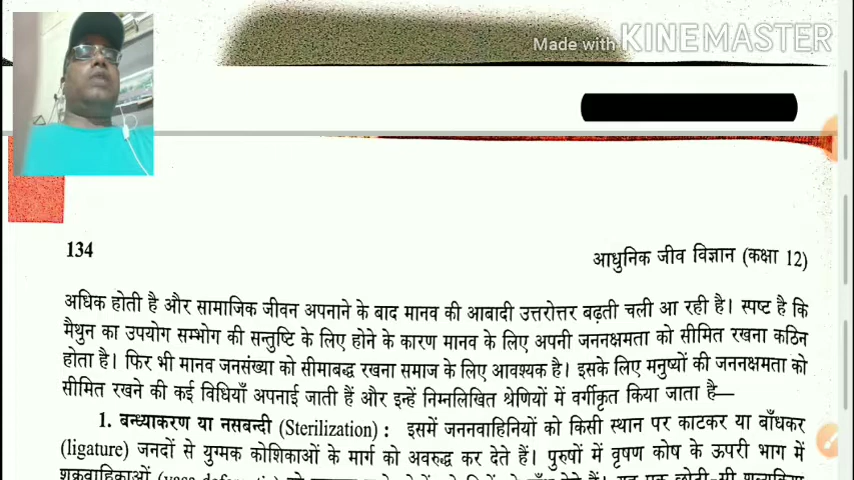 Made with KINEMASTER
134
आधुनिक जीव विज्ञान (कक्षा 12)
अधिक होती है और सामाजिक जीवन अपनाने के बाद मानव की आबादी उत्तरोत्तर बढ़ती चली आ रही है। स्पष्ट है कि
मैथुन का उपयोग सम्भोग की सन्तुष्टि के लिए होने के कारण मानव के लिए अपनी जननक्षमता को सीमित रखना कठिन
होता है। फिर भी मानव जनसंख्या को सीमाबद्ध रखना समाज के लिए आवश्यक है। इसके लिए मनुष्यों की जननक्षमता को
सीमित रखने की कई विधियाँ अपनाई जाती हैं और इन्हें निम्नलिखित श्रेणियों में वर्गीकृत किया जाता है—
1. बन्ध्याकरण या नसबन्दी (Sterilization) : इसमें जननवाहिनियों को किसी स्थान पर काटकर या बाँधकर
(ligature) जनदों से युग्मक कोशिकाओं के मार्ग को अवरुद्ध कर देते हैं। पुरुषों में वृषण कोष के ऊपरी भाग में
शुक्रवाहिकाओं